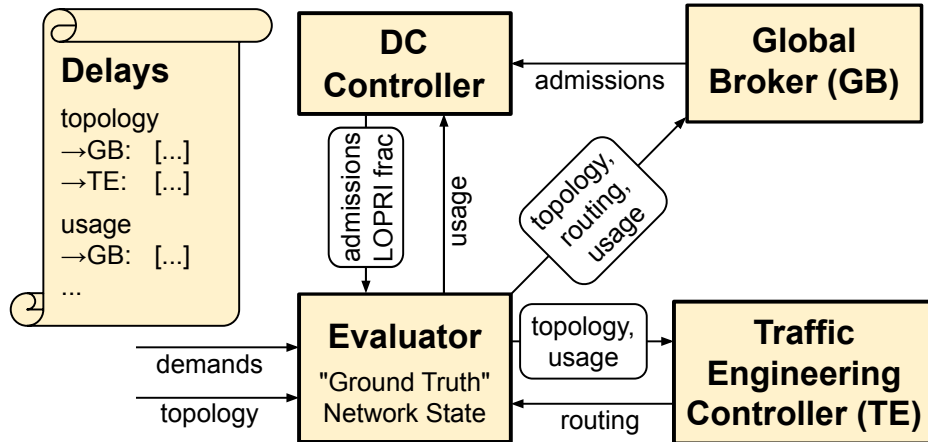 Delays
topology
→GB: [...]
→TE: [...]
usage
→GB: [...]
...
DC
Controller
admissions
Global
Broker (GB)
admissions
LOPRI frac
usage
topology,
routing,
usage
demands
topology
Evaluator
"Ground Truth"
Network State
topology,
usage
routing
Traffic
Engineering
Controller (TE)